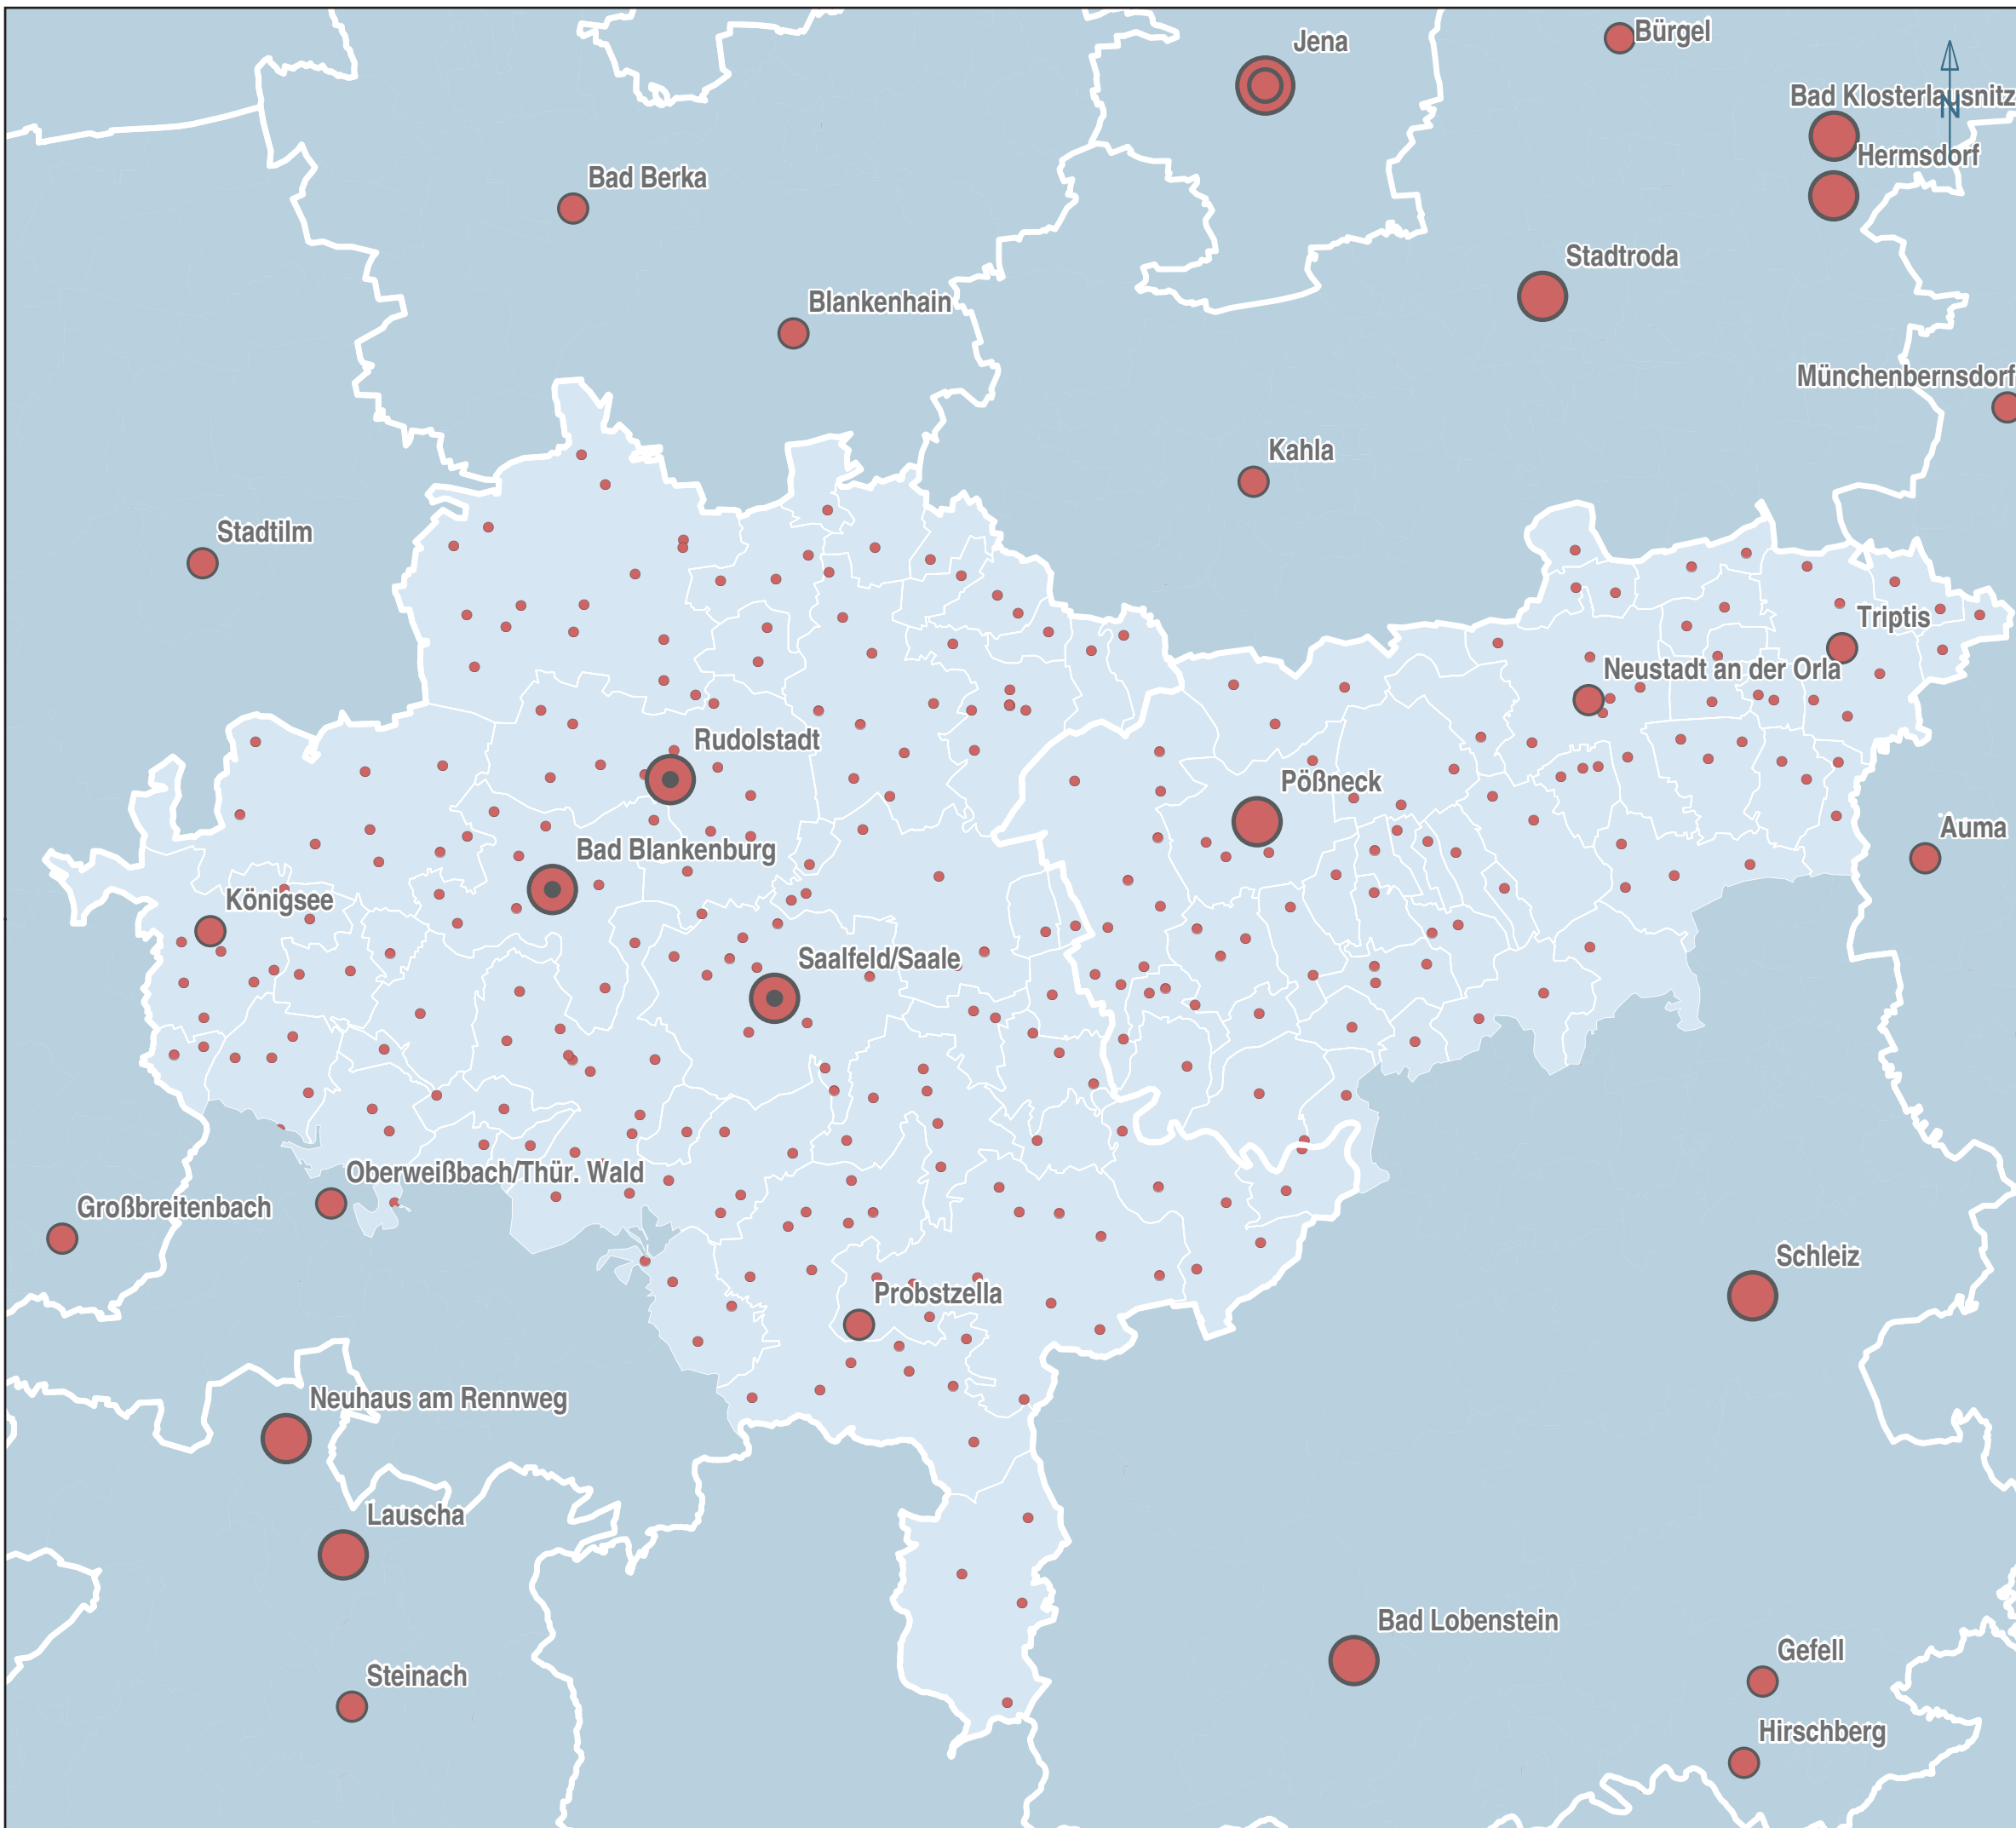 Bürgel
Jena
Bad Klosterlausnitz
N
Hermsdorf
Bad Berka
Stadtroda
Blankenhain
Münchenbernsdorf
Kahla
Stadtilm
Triptis
Neustadt an der Orla
Rudolstadt
Pößneck
Auma
Bad Blankenburg
Königsee
Saalfeld/Saale
Oberweißbach/Thür. Wald
Großbreitenbach
Schleiz
Probstzella
Neuhaus am Rennweg
Lauscha
Bad Lobenstein
Gefell
Steinach
Hirschberg